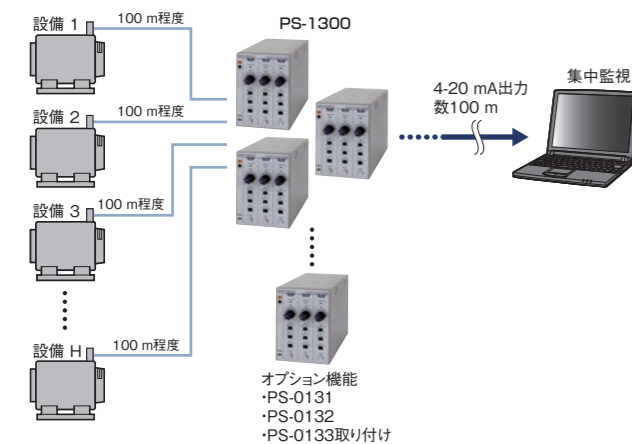 設備 1
100 m程度
PS-1300
設備 2
100 m程度
設備 3
100 m程度
設備 H
100 m程度
4-20 mA出力
数100 m
集中監視
オプション機能
・PS-0131
・PS-0132
・PS-0133取り付け